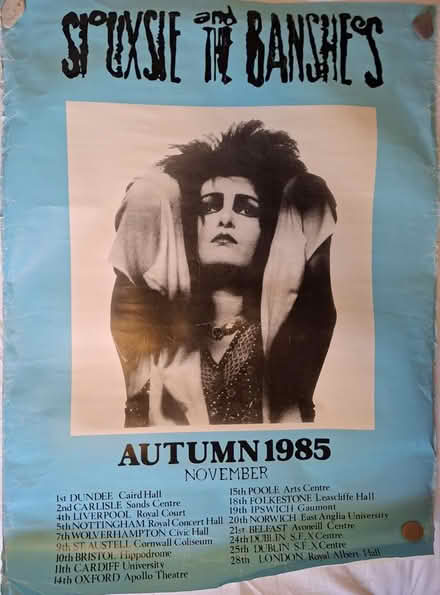 SIOUXSIE and THE BANSHEES
AUTUMN 1985
NOVEMBER
1st DUNDEE Caird Hall
2nd CARLISLE Sands Centre
4th LIVERPOOL Royal Court
5th NOTTINGHAM Royal Concert Hall
7th WOLVERHAMPTON Civic Hall
9th ST AUSTELL Cornwall Coliseum
10th BRISTOL Hippodrome
11th CARDIFF University
14th OXFORD Apollo Theatre
15th POOLE Arts Centre
18th FOLKESTONE Leascliffe Hall
19th IPSWICH Gaumont
20th NORWICH East Anglia University
21st BELFAST Avoneill Centre
24th DUBLIN S.F.X Centre
25th DUBLIN S.F.X Centre
28th LONDON Royal Albert Hall